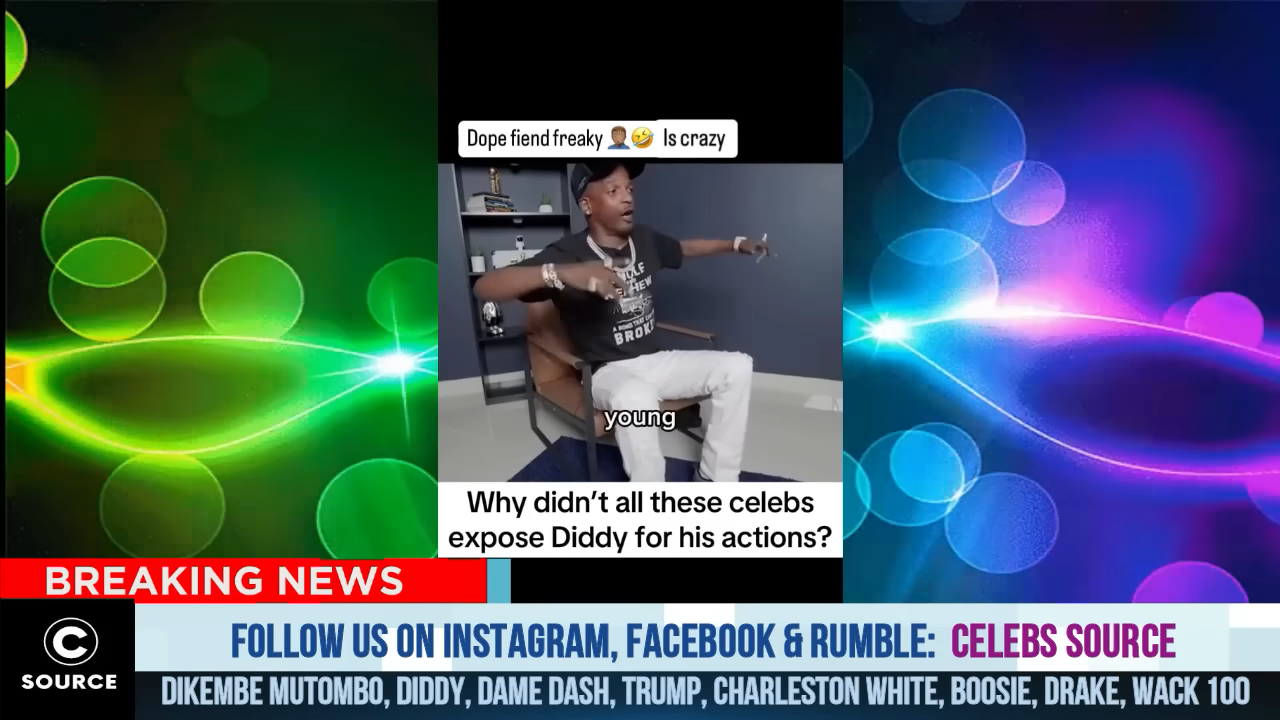 Dope fiend freaky 🤦🏾‍♂️🤣 Is crazy
BROKE
young
Why didn't all these celebs
expose Diddy for his actions?
BREAKING NEWS
C
SOURCE
FOLLOW US ON INSTAGRAM, FACEBOOK & RUMBLE: CELEBS SOURCE
DIKEMBE MUTOMBO, DIDDY, DAME DASH, TRUMP, CHARLESTON WHITE, BOOSIE, DRAKE, WACK 100